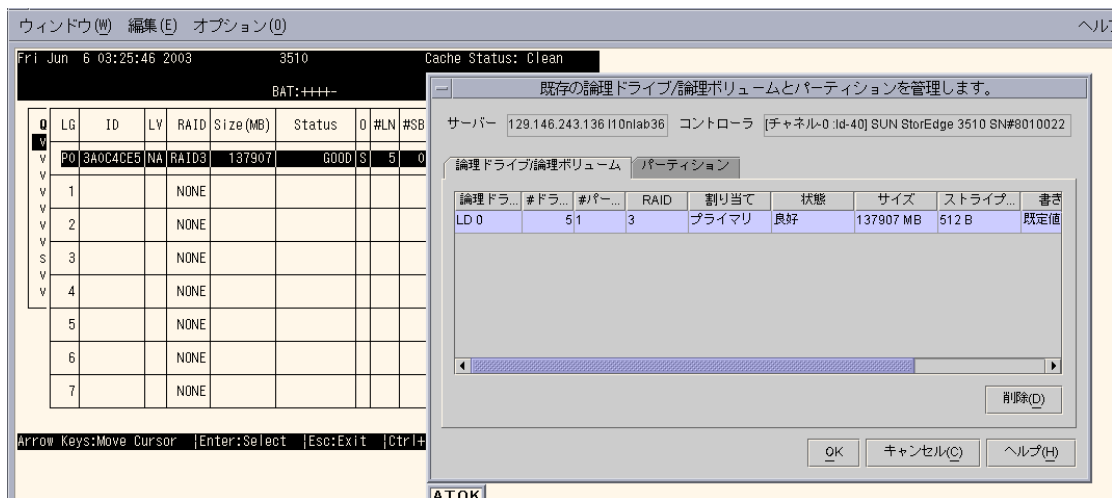 ウィンドウ(W) 編集(E) オプション(O) ヘルプ
Fri Jun 6 03:25:46 2003 3510 Cache Status: Clean
BAT:++++-
Q LG ID LV RAID Size(MB) Status O #LN #SB
v P0 3A0C4CE5 NA RAID3 137907 GOOD S 5 0
v
v 1 NONE
v
v 2 NONE
v
s 3 NONE
v
v 4 NONE
5 NONE
6 NONE
7 NONE
Arrow Keys:Move Cursor |Enter:Select |Esc:Exit |Ctrl+
既存の論理ドライブ/論理ボリュームとパーティションを管理します。
サーバー 129.146.243.136 l10nlab36 コントローラ [チャネル-0 :Id-40] SUN StorEdge 3510 SN#8010022
論理ドライブ/論理ボリューム パーティション
論理ドラ... #ドラ... #パー... RAID 割り当て 状態 サイズ ストライプ... 書き
LD 0 5 1 3 プライマリ 良好 137907 MB 512 B 既定値
削除(D)
OK キャンセル(C) ヘルプ(H)
ATOK